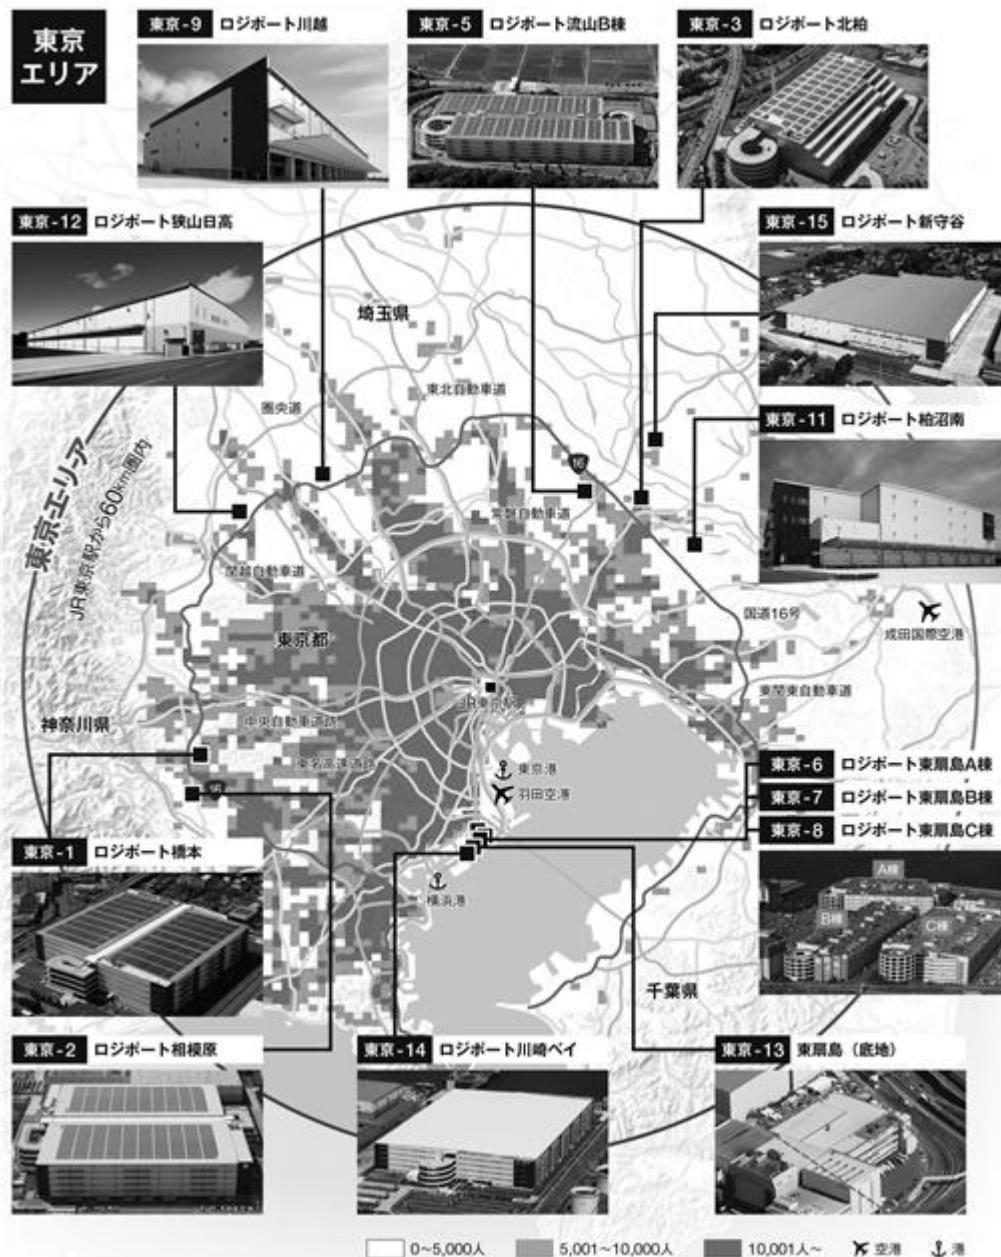 東京
エリア
東京-9 ロジポート川越
東京-5 ロジポート流山B棟
東京-3 ロジポート北柏
東京-12 ロジポート狭山日高
東京-15 ロジポート新守谷
埼玉県
東北自動車道
圏央道
東京-11 ロジポート柏沼南
16
東京エリア
JR東京駅から60km圏内
常磐自動車道
関越自動車道
国道16号
成田国際空港
東京都
東関東自動車道
JR東京駅
神奈川県
中央自動車道路
東名高速道路
東京港
羽田空港
16
東京-6 ロジポート東扇島A棟
東京-7 ロジポート東扇島B棟
東京-8 ロジポート東扇島C棟
東京-1 ロジポート橋本
横浜港
A棟
B棟
C棟
千葉県
東京-2 ロジポート相模原
東京-14 ロジポート川崎ベイ
東京-13 東扇島（底地）
0～5,000人
5,001～10,000人
10,001人～
空港
港